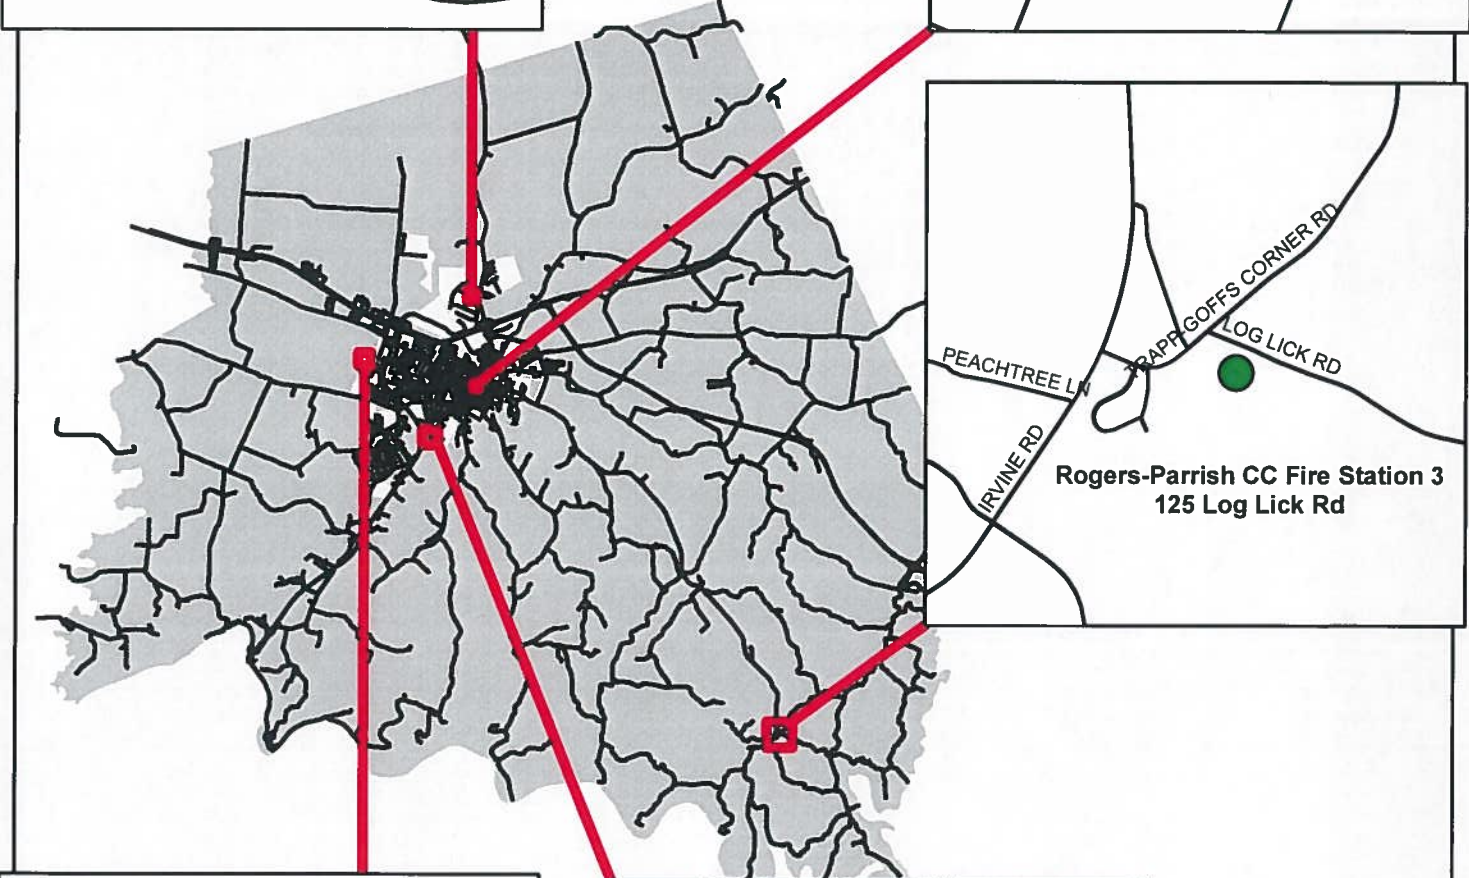 TRAPP-GOFFS CORNER RD
LOG LICK RD
PEACHTREE LN
IRVINE RD
Rogers-Parrish CC Fire Station 3
125 Log Lick Rd